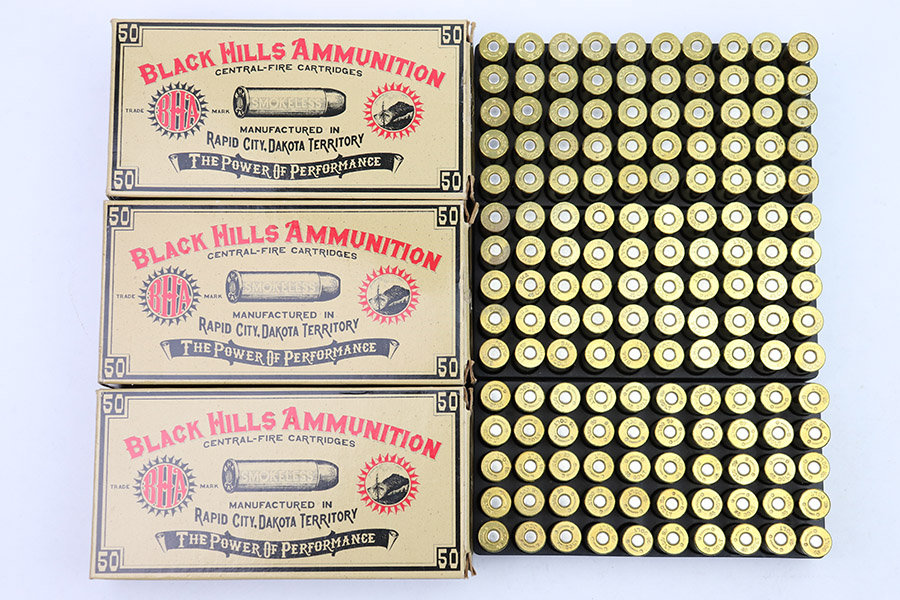 50 50
BLACK HILLS AMMUNITION
CENTRAL-FIRE CARTRIDGES
SMOKELESS
TRADE BHA MARK
MANUFACTURED IN
RAPID CITY, DAKOTA TERRITORY
THE POWER OF PERFORMANCE
50 50
50 50
BLACK HILLS AMMUNITION
CENTRAL-FIRE CARTRIDGES
SMOKELESS
TRADE BHA MARK
MANUFACTURED IN
RAPID CITY, DAKOTA TERRITORY
THE POWER OF PERFORMANCE
50 50
50 50
BLACK HILLS AMMUNITION
CENTRAL-FIRE CARTRIDGES
SMOKELESS
TRADE BHA MARK
MANUFACTURED IN
RAPID CITY, DAKOTA TERRITORY
THE POWER OF PERFORMANCE
50 50